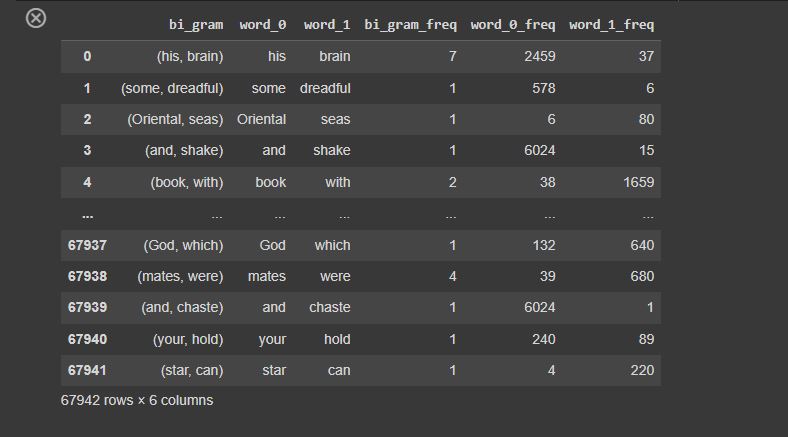 bi_gram word_0 word_1 bi_gram_freq word_0_freq word_1_freq
0 (his, brain) his brain 7 2459 37
1 (some, dreadful) some dreadful 1 578 6
2 (Oriental, seas) Oriental seas 1 6 80
3 (and, shake) and shake 1 6024 15
4 (book, with) book with 2 38 1659
... ... ... ... ... ... ...
67937 (God, which) God which 1 132 640
67938 (mates, were) mates were 4 39 680
67939 (and, chaste) and chaste 1 6024 1
67940 (your, hold) your hold 1 240 89
67941 (star, can) star can 1 4 220
67942 rows × 6 columns